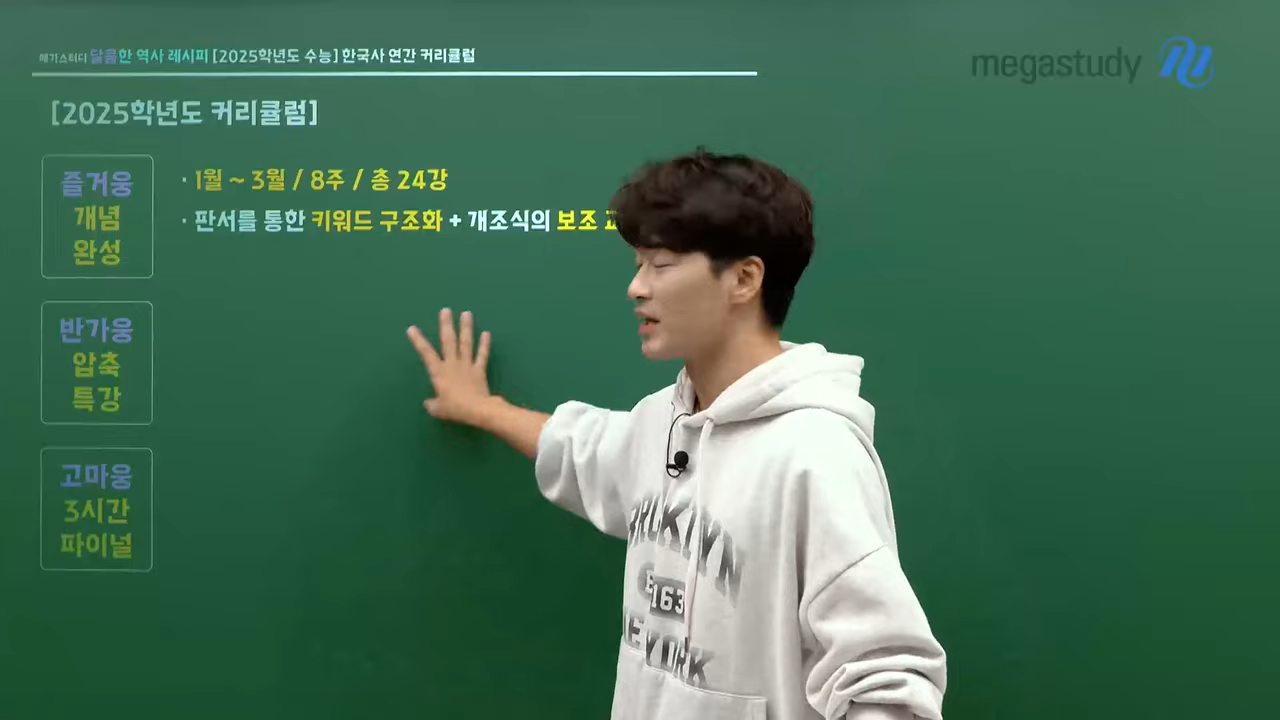 메가스터디 달콤한 역사 레시피 [2025학년도 수능] 한국사 연간 커리큘럼
megastudy
[2025학년도 커리큘럼]
즐거웅
개념
완성
· 1월 ~ 3월 / 8주 / 총 24강
· 판서를 통한 키워드 구조화 + 개조식의 보조
반가웅
압축
특강
고마웅
3시간
파이널
BROKLYN
163
NEW YORK